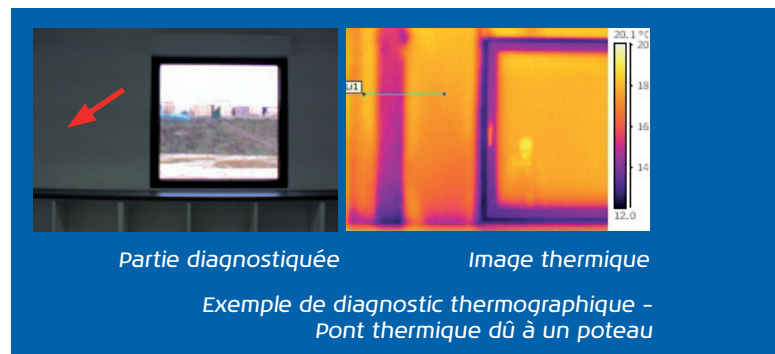 Li1
20.1 °C
20
18
16
14
12.0
Partie diagnostiquée
Image thermique
Exemple de diagnostic thermographique -
Pont thermique dû à un poteau